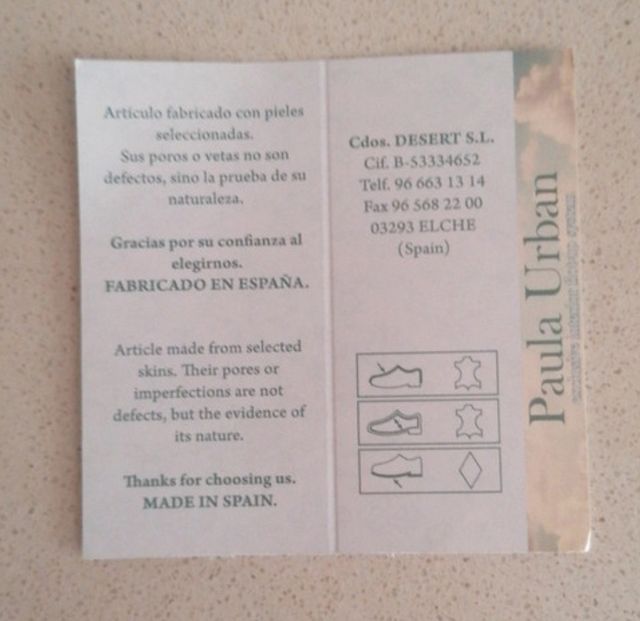 Artículo fabricado con pieles
seleccionadas.
Sus poros o vetas no son
defectos, sino la prueba de su
naturaleza.
Gracias por su confianza al
elegirnos.
FABRICADO EN ESPAÑA.
Article made from selected
skins. Their pores or
imperfections are not
defects, but the evidence of
its nature.
Thanks for choosing us.
MADE IN SPAIN.
Cdos. DESERT S.L.
Cif. B-53334652
Telf. 96 663 13 14
Fax 96 568 22 00
03293 ELCHE
(Spain)
Paula Urban